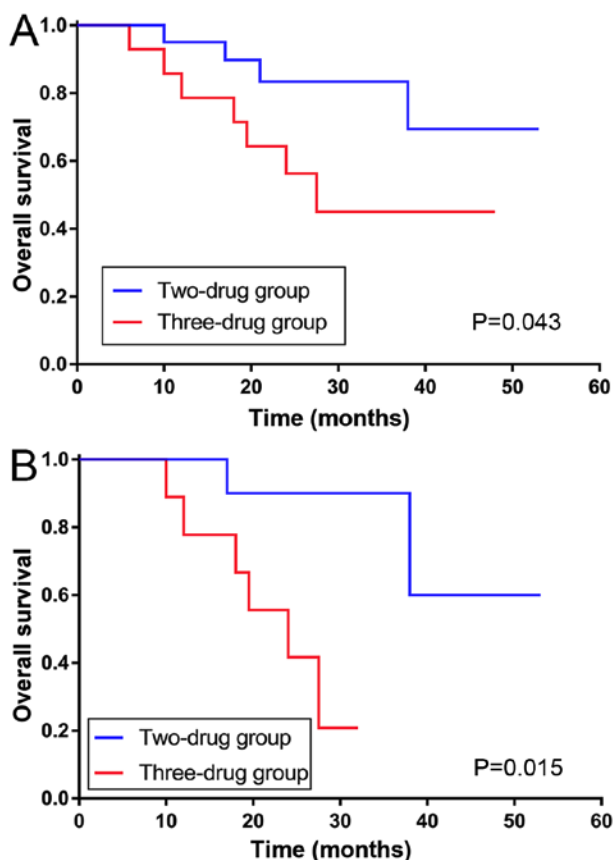 A
Overall survival
1.0
0.8
0.6
0.4
0.2
0.0
Two-drug group
Three-drug group
P=0.043
0 10 20 30 40 50 60
Time (months)
B
Overall survival
1.0
0.8
0.6
0.4
0.2
0.0
Two-drug group
Three-drug group
P=0.015
0 10 20 30 40 50 60
Time (months)